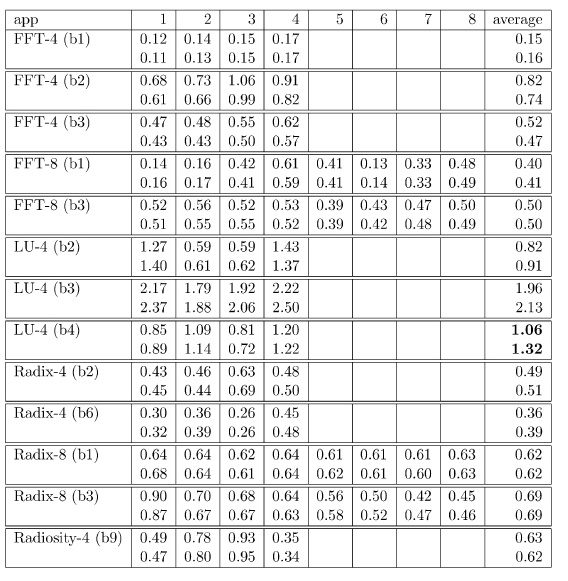 app 1 2 3 4 5 6 7 8 average
FFT-4 (b1) 0.12 0.14 0.15 0.17 0.15
0.11 0.13 0.15 0.17 0.16
FFT-4 (b2) 0.68 0.73 1.06 0.91 0.82
0.61 0.66 0.99 0.82 0.74
FFT-4 (b3) 0.47 0.48 0.55 0.62 0.52
0.43 0.43 0.50 0.57 0.47
FFT-8 (b1) 0.14 0.16 0.42 0.61 0.41 0.13 0.33 0.48 0.40
0.16 0.17 0.41 0.59 0.41 0.14 0.33 0.49 0.41
FFT-8 (b3) 0.52 0.56 0.52 0.53 0.39 0.43 0.47 0.50 0.50
0.51 0.55 0.55 0.52 0.39 0.42 0.48 0.49 0.50
LU-4 (b2) 1.27 0.59 0.59 1.43 0.82
1.40 0.61 0.62 1.37 0.91
LU-4 (b3) 2.17 1.79 1.92 2.22 1.96
2.37 1.88 2.06 2.50 2.13
LU-4 (b4) 0.85 1.09 0.81 1.20 1.06
0.89 1.14 0.72 1.22 1.32
Radix-4 (b2) 0.43 0.46 0.63 0.48 0.49
0.45 0.44 0.69 0.50 0.51
Radix-4 (b6) 0.30 0.36 0.26 0.45 0.36
0.32 0.39 0.26 0.48 0.39
Radix-8 (b1) 0.64 0.64 0.62 0.64 0.61 0.61 0.61 0.63 0.62
0.68 0.64 0.61 0.64 0.62 0.61 0.60 0.63 0.62
Radix-8 (b3) 0.90 0.70 0.68 0.64 0.56 0.50 0.42 0.45 0.69
0.87 0.67 0.67 0.63 0.58 0.52 0.47 0.46 0.69
Radiosity-4 (b9) 0.49 0.78 0.93 0.35 0.63
0.47 0.80 0.95 0.34 0.62